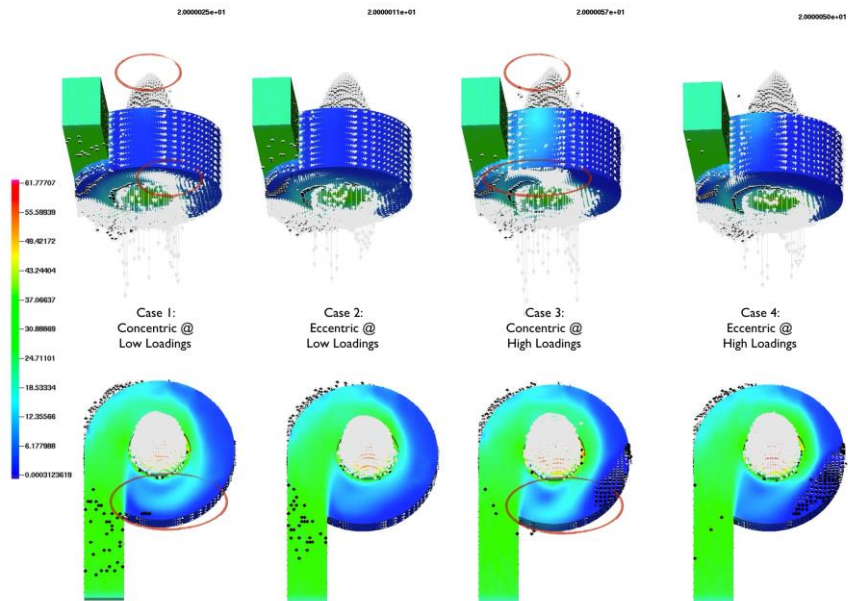 2.0000025e+01
2.0000011e+01
2.0000057e+01
2.0000050e+01
61.77707
55.59939
49.42172
43.24404
37.06637
30.88868
24.71101
18.53334
12.35566
6.177988
0.0003123619
Case 1:
Concentric @
Low Loadings
Case 2:
Eccentric @
Low Loadings
Case 3:
Concentric @
High Loadings
Case 4:
Eccentric @
High Loadings